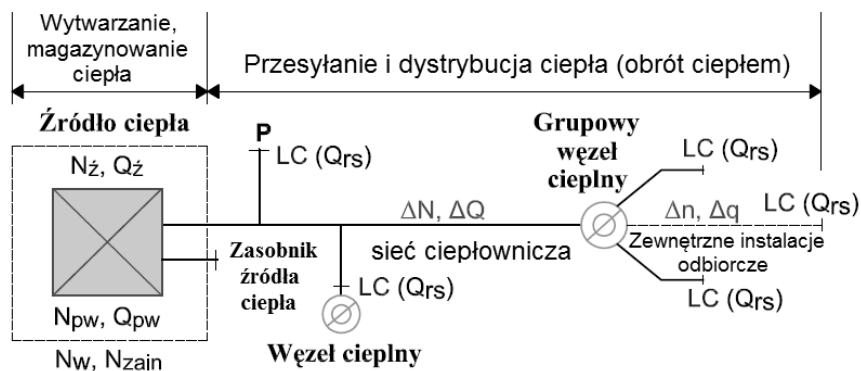 Wytwarzanie,
magazynowanie
ciepła
Przesyłanie i dystrybucja ciepła (obrót ciepłem)
Źródło ciepła
Nź, Qź
Npw, Qpw
Nw, Nzain
P
LC (Qrs)
Zasobnik
źródła
ciepła
ΔN, ΔQ
sieć ciepłownicza
LC (Qrs)
Węzeł cieplny
Grupowy
węzeł
cieplny
LC (Qrs)
Δn, Δq
LC (Qrs)
Zewnętrzne instalacje
odbiorcze
LC (Qrs)